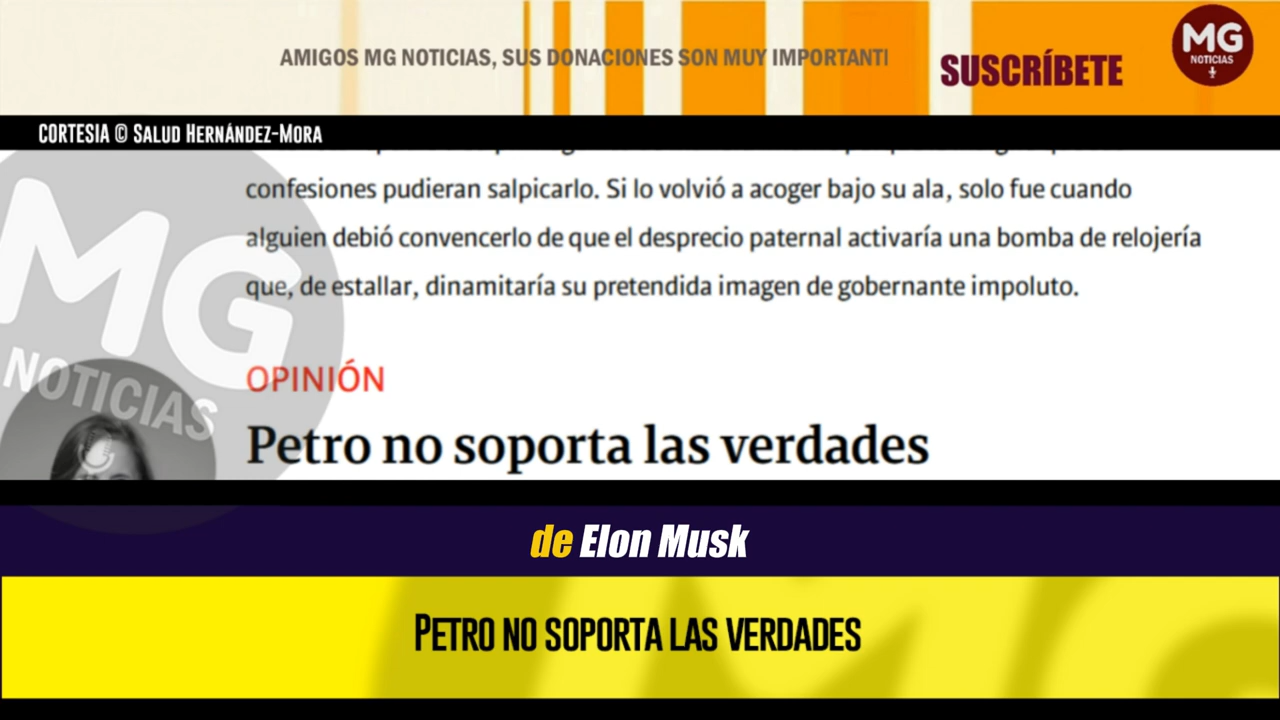 AMIGOS MG NOTICIAS, SUS DONACIONES SON MUY IMPORTANT
SUSCRÍBETE
MG
NOTICIAS
CORTESIA © SALUD HERNÁNDEZ-MORA
confesiones pudieran salpicarlo. Si lo volvió a acoger bajo su ala, solo fue cuando
alguien debió convencerlo de que el desprecio paternal activaría una bomba de relojería
que, de estallar, dinamitaría su pretendida imagen de gobernante impoluto.
MG
NOTICIAS
OPINIÓN
Petro no soporta las verdades
de Elon Musk
PETRO NO SOPORTA LAS VERDADES